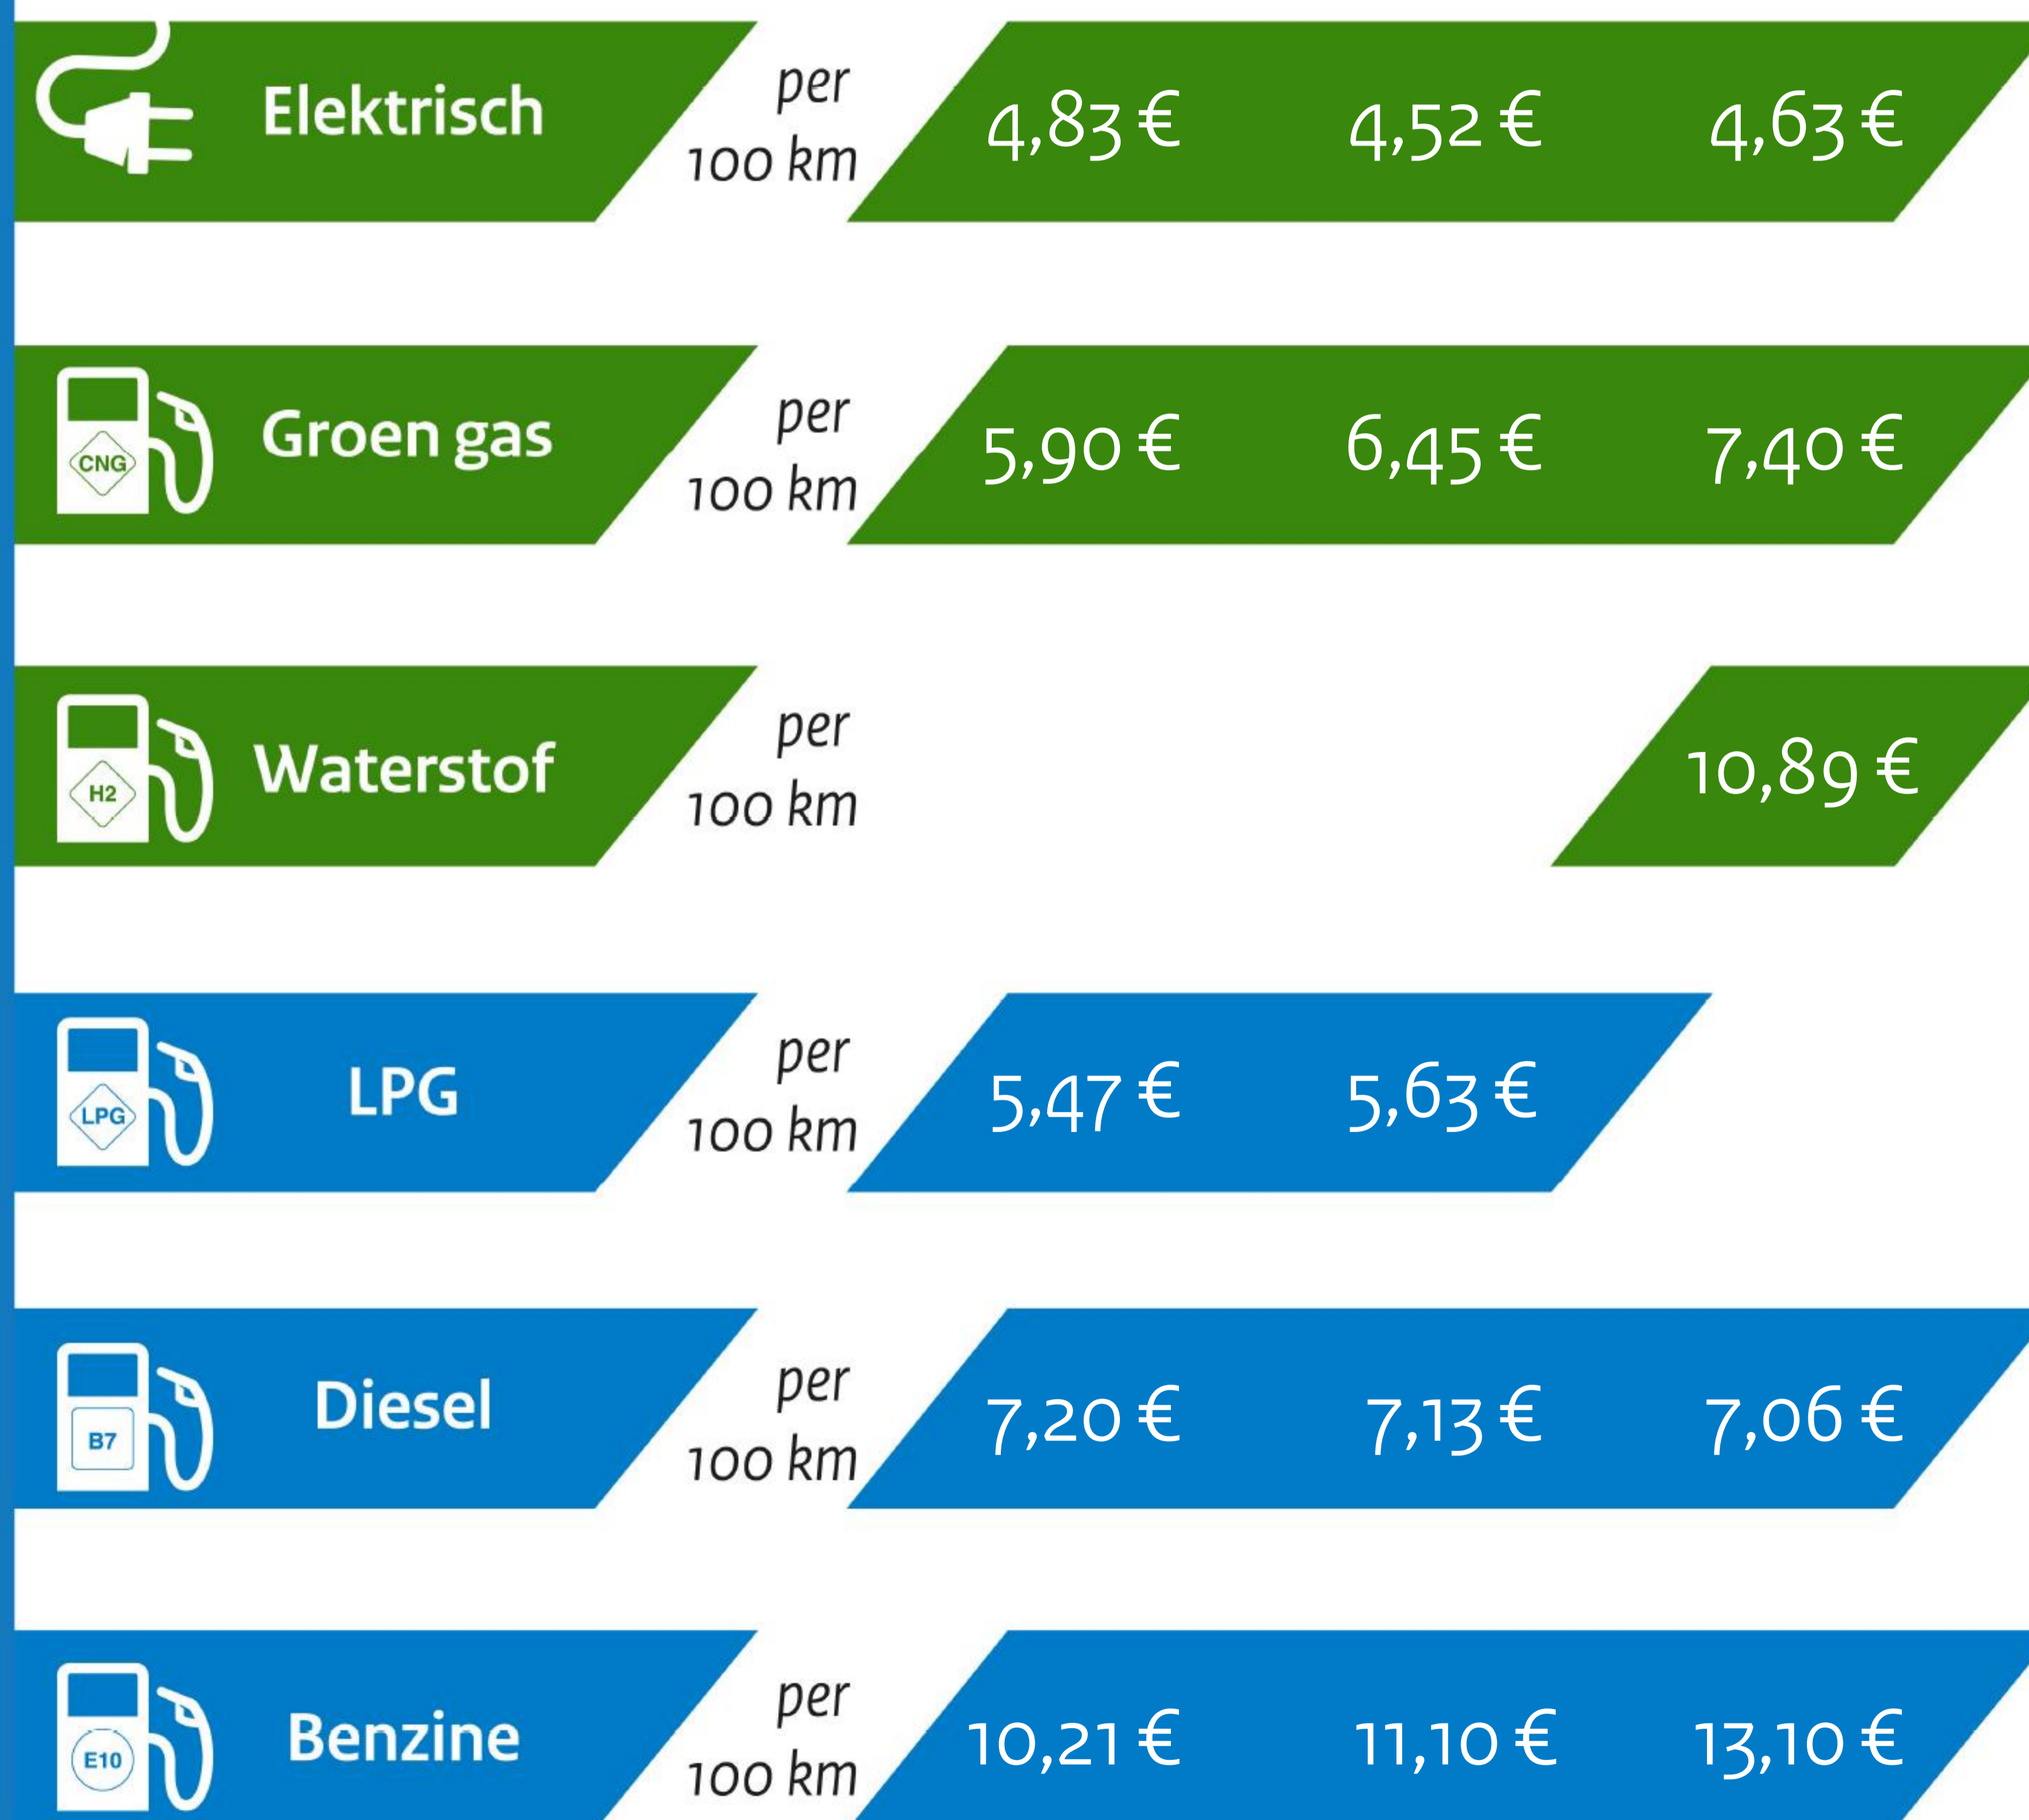 Elektrisch
per
100 km
4,83 € 4,52 € 4,63 €
CNG
Groen gas
per
100 km
5,90 € 6,45 € 7,40 €
H2
Waterstof
per
100 km
10,89 €
LPG
LPG
per
100 km
5,47 € 5,63 €
B7
Diesel
per
100 km
7,20 € 7,13 € 7,06 €
E10
Benzine
per
100 km
10,21 € 11,10 € 13,10 €